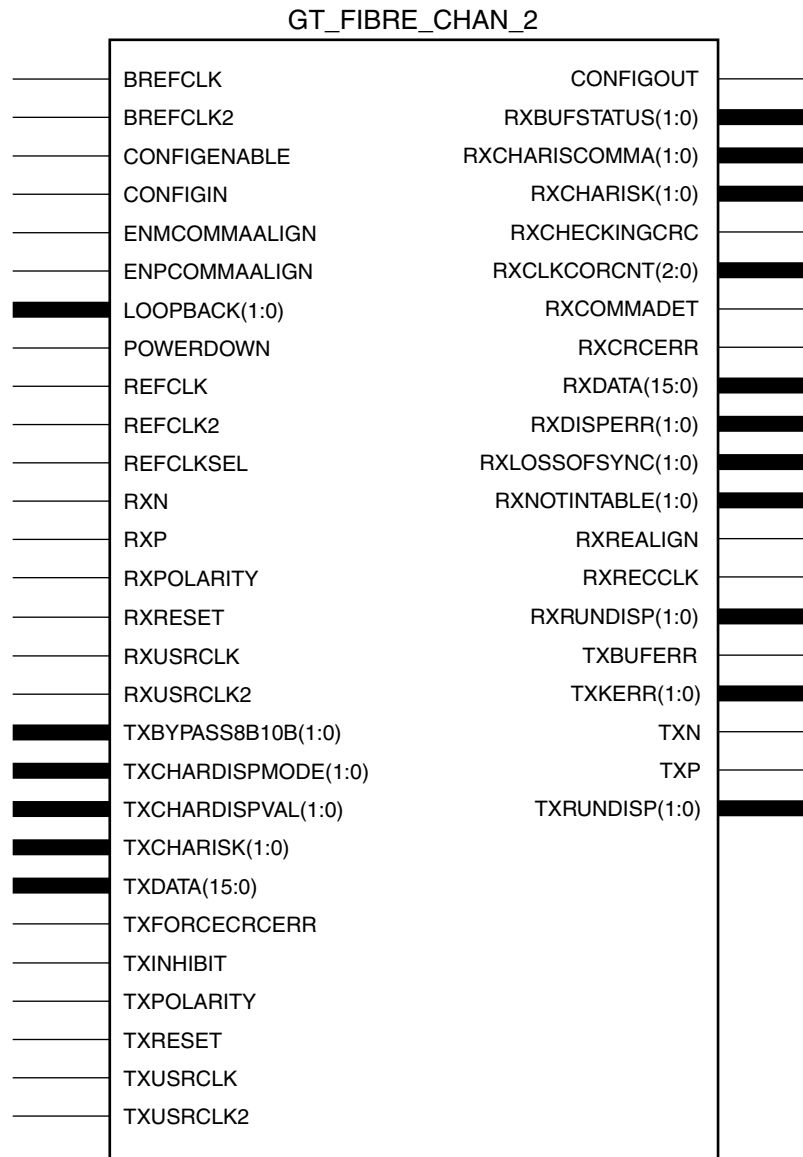 GT_FIBRE_CHAN_2
BREFCLK
BREFCLK2
CONFIGENABLE
CONFIGIN
ENMCOMMAALIGN
ENPCOMMAALIGN
LOOPBACK(1:0)
POWERDOWN
REFCLK
REFCLK2
REFCLKSEL
RXN
RXP
RXPOLARITY
RXRESET
RXUSRCLK
RXUSRCLK2
TXBYPASS8B10B(1:0)
TXCHARDISPMODE(1:0)
TXCHARDISPVAL(1:0)
TXCHARISK(1:0)
TXDATA(15:0)
TXFORCECRCERR
TXINHIBIT
TXPOLARITY
TXRESET
TXUSRCLK
TXUSRCLK2
CONFIGOUT
RXBUFSTATUS(1:0)
RXCHARISCOMMA(1:0)
RXCHARISK(1:0)
RXCHECKINGCRC
RXCLKCORCNT(2:0)
RXCOMMADET
RXCRCERR
RXDATA(15:0)
RXDISPERR(1:0)
RXLOSSOFSYNC(1:0)
RXNOTINTABLE(1:0)
RXREALIGN
RXRECCLK
RXRUNDISP(1:0)
TXBUFERR
TXKERR(1:0)
TXN
TXP
TXRUNDISP(1:0)